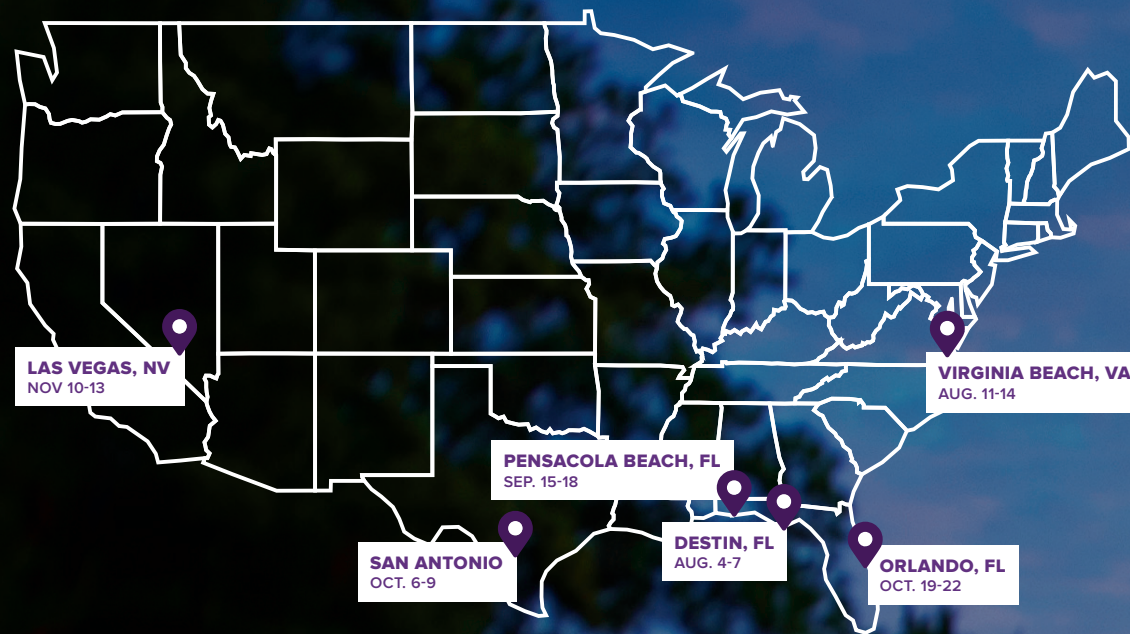 LAS VEGAS, NV
NOV 10-13
VIRGINIA BEACH, VA
AUG. 11-14
PENSACOLA BEACH, FL
SEP. 15-18
DESTIN, FL
AUG. 4-7
SAN ANTONIO
OCT. 6-9
ORLANDO, FL
OCT. 19-22